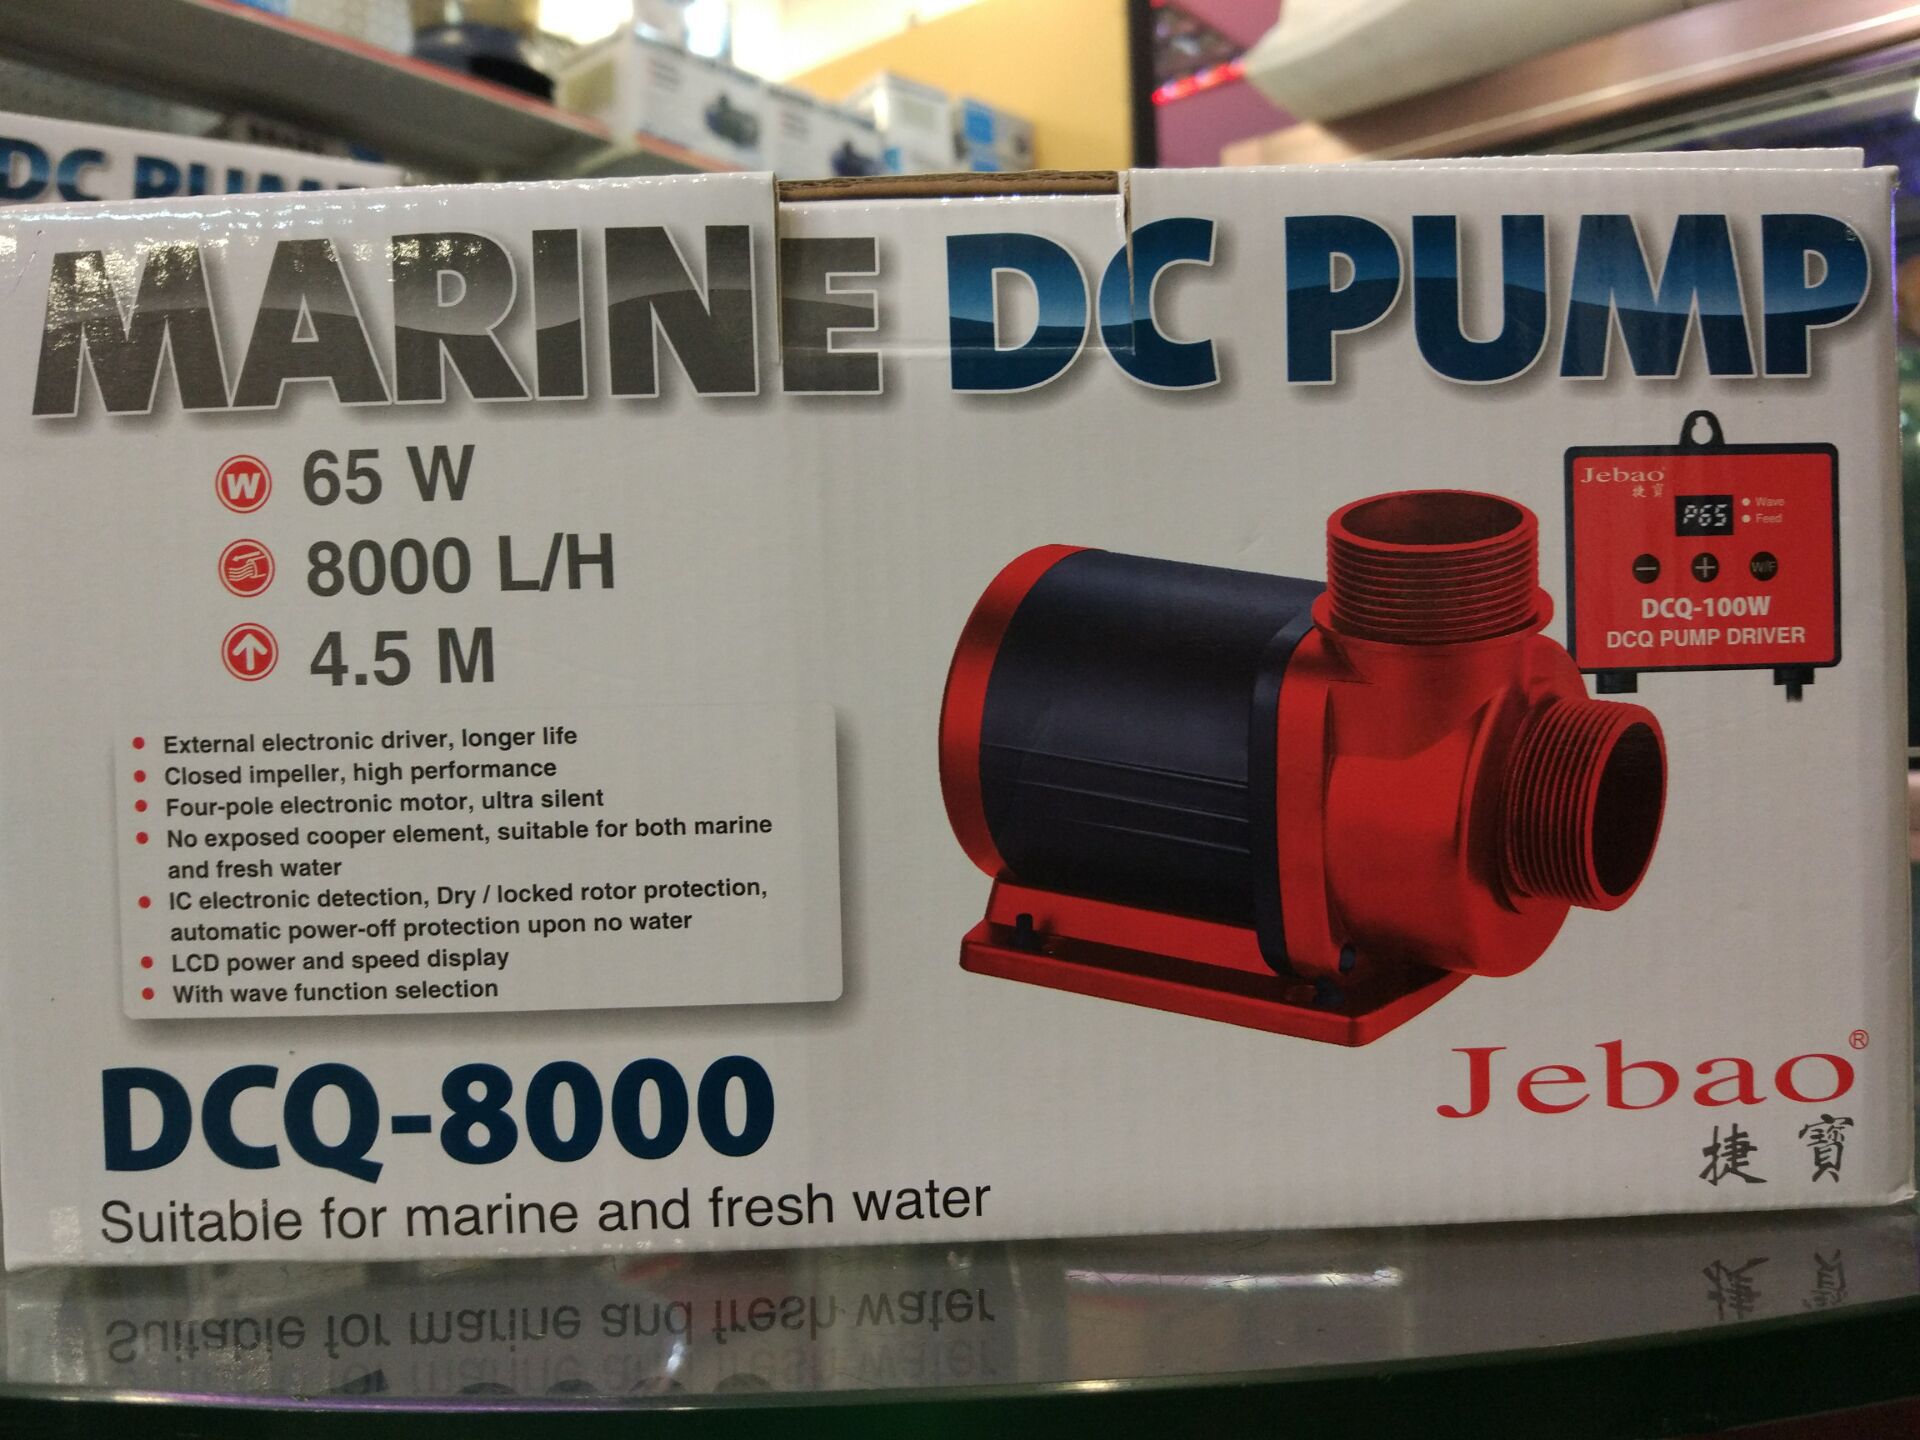 DC PUM
MARINE DC PUMP
W 65 W
8000 L/H
4.5 M
Jebao
捷寶
P65
Wave
Feed
- + W/F
DCQ-100W
DCQ PUMP DRIVER
External electronic driver, longer life
Closed impeller, high performance
Four-pole electronic motor, ultra silent
No exposed cooper element, suitable for both marine
and fresh water
IC electronic detection, Dry / locked rotor protection,
automatic power-off protection upon no water
LCD power and speed display
With wave function selection
Jebao®
捷寶
DCQ-8000
Suitable for marine and fresh water